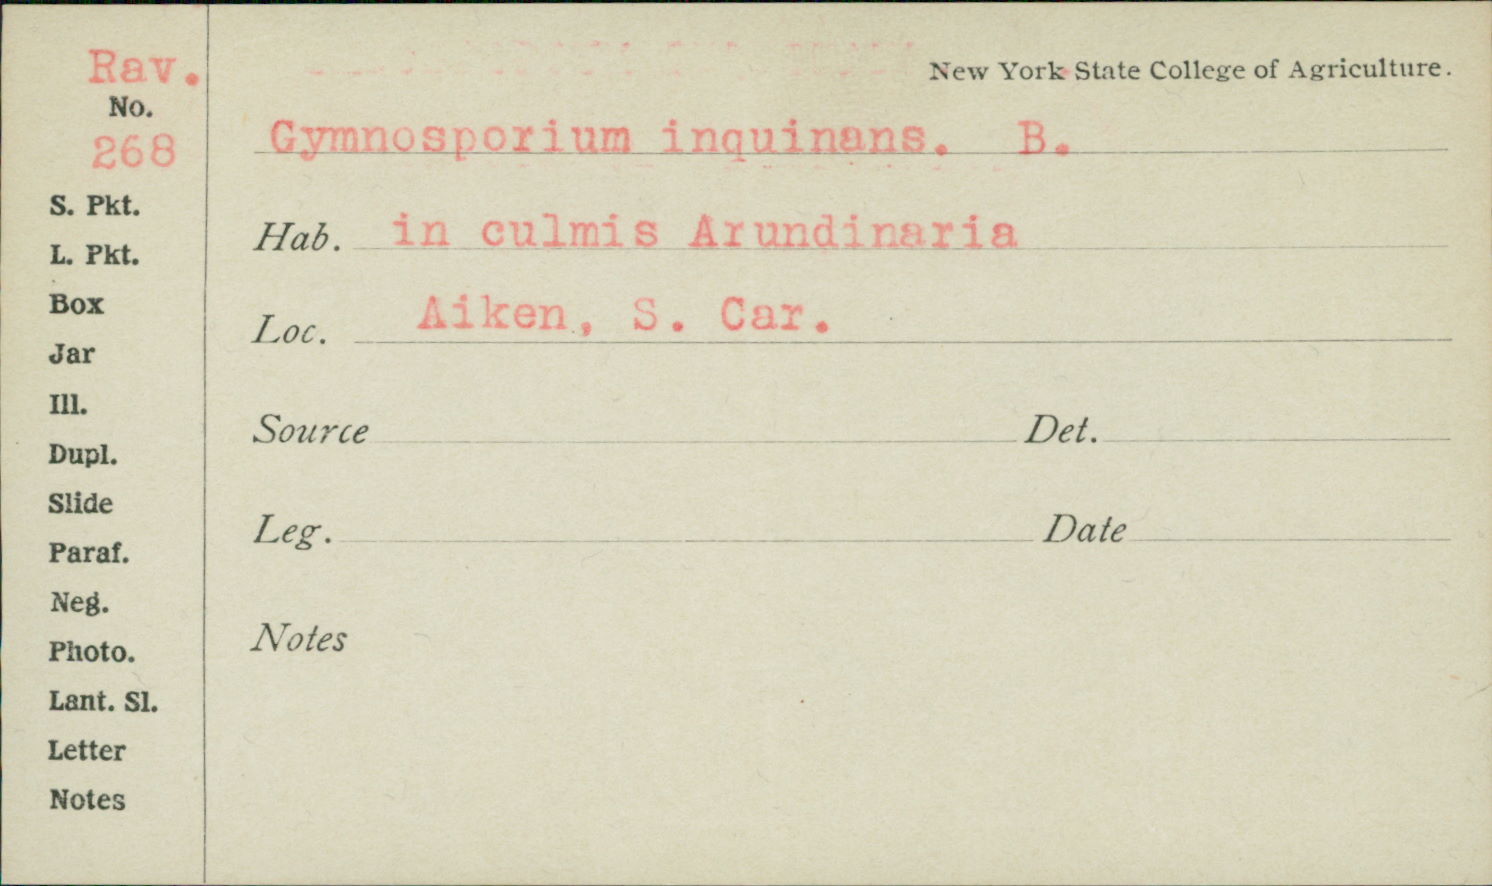 Rav.
No.
268
S. Pkt.
L. Pkt.
Box
Jar
Ill.
Dupl.
Slide
Paraf.
Neg.
Photo.
Lant. Sl.
Letter
Notes
New York State College of Agriculture.
Gymnosporium inquinans. B.
Hab. in culmis Arundinaria
Loc. Aiken, S. Car.
Source Det.
Leg. Date
Notes